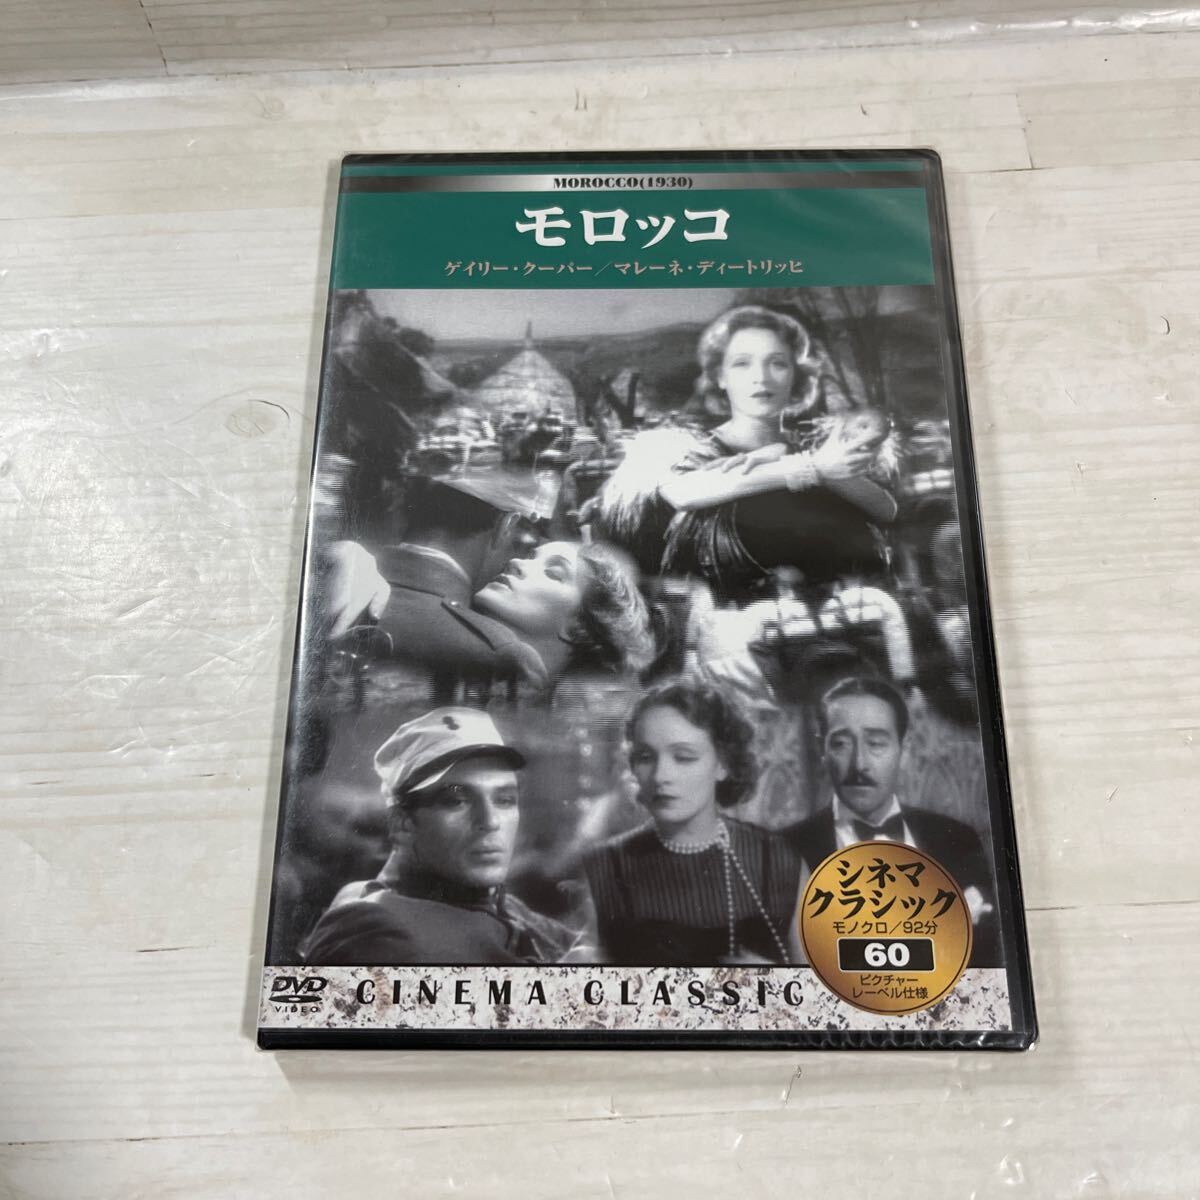 MOROCCO(1930)
モロッコ
ゲイリー・クーパー／マレーネ・ディートリッヒ
シネマ
クラシック
モノクロ／92分
60
ピクチャー
レーベル仕様
DVD
VIDEO
CINEMA CLASSIC